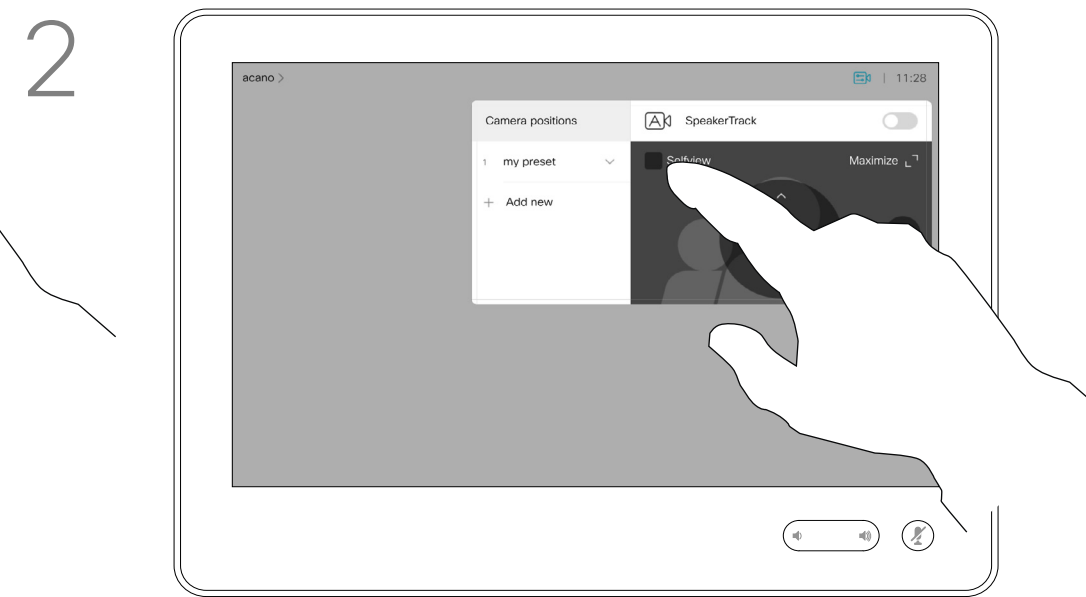 2
acano >
| 11:28
Camera positions
SpeakerTrack
1 my preset
Selfview
Maximize
+ Add new